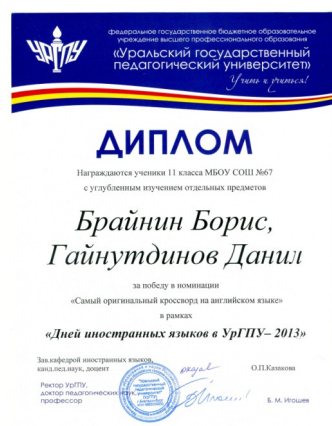 УрГПУ
федеральное государственное бюджетное образовательное
учреждение высшего профессионального образования
«Уральский государственный
педагогический университет»
Учить и учиться!
ДИПЛОМ
Награждаются ученики 11 класса МБОУ СОШ №67
с углубленным изучением отдельных предметов
Брайнин Борис,
Гайнутдинов Данил
за победу в номинации
«Самый оригинальный кроссворд на английском языке»
в рамках
«Дней иностранных языков в УрГПУ– 2013»
Зав.кафедрой иностранных языков,
канд.пед.наук, доцент
О.П.Казакова
Ректор УрГПУ,
доктор педагогических наук,
профессор
Б. М. Игошев